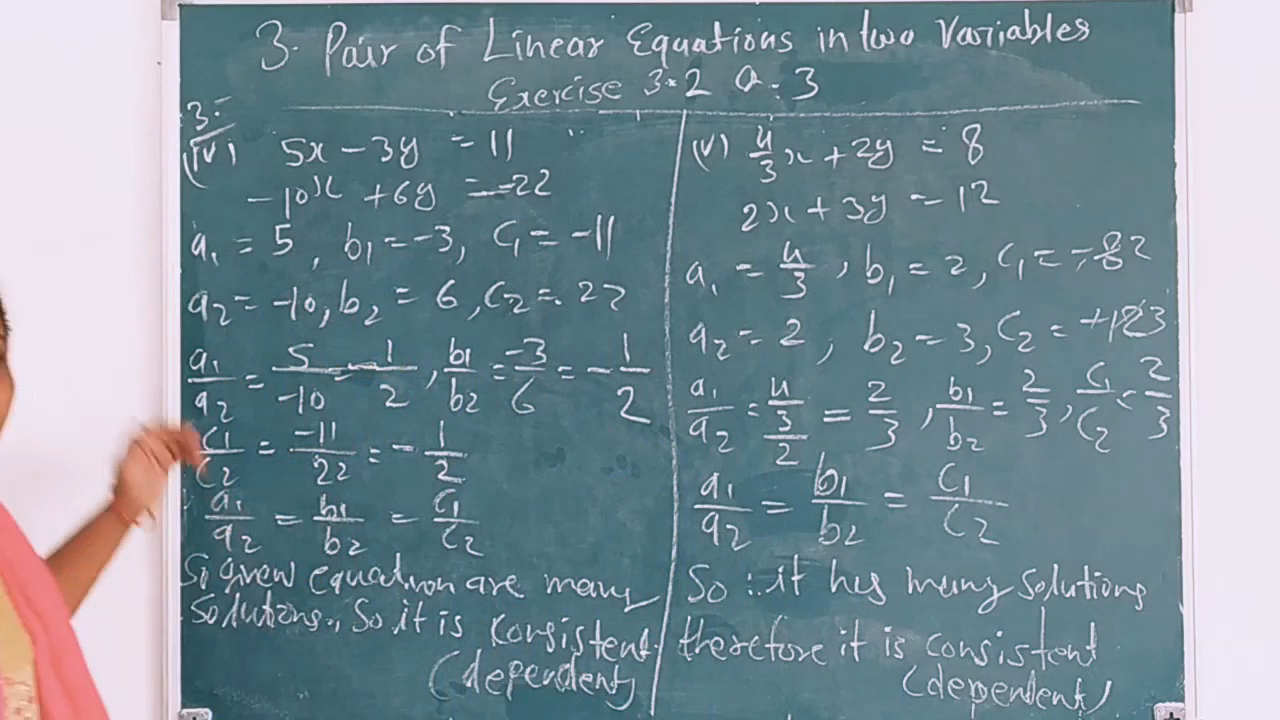 3. Pair of Linear Equations in two Variables
Exercise 3.2 Q. 3
3.
(iv) 5x - 3y = 11
-10x + 6y = -22
a₁ = 5, b₁ = -3, c₁ = -11
a₂ = -10, b₂ = 6, c₂ = 22
a₁/a₂ = 5/-10 = -1/2, b₁/b₂ = -3/6 = -1/2
c₁/c₂ = -11/22 = -1/2
a₁/a₂ = b₁/b₂ = c₁/c₂
So given equation are many
solutions., So it is consistent.
(dependent)
(v) 4/3x + 2y = 8
2x + 3y = 12
a₁ = 4/3, b₁ = 2, c₁ =
a₂ = 2, b₂ = 3, c₂ =
a₁/a₂ = 4/3/2 = 2/3, b₁/b₂ = 2/3, c₁/c₂ = 2/3
a₁/a₂ = b₁/b₂ = c₁/c₂
So it has many solutions
therefore it is consistent
(dependent)